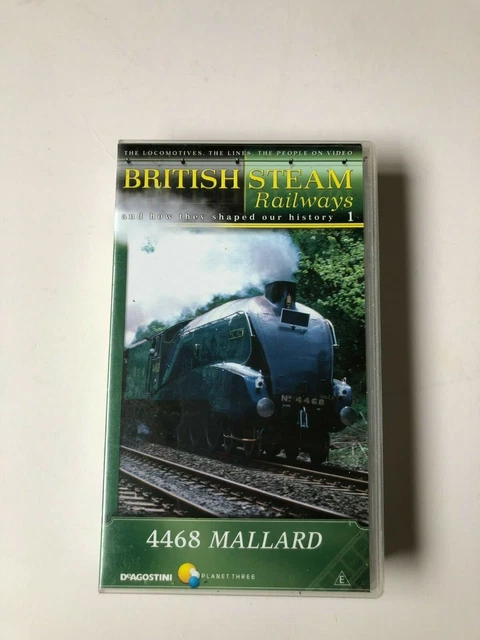 THE LOCOMOTIVES, THE LINES, THE PEOPLE ON VIDEO
BRITISH STEAM
Railways
and how they shaped our history 1
Nº 4468
4468 MALLARD
DeAGOSTINI PLANET THREE E